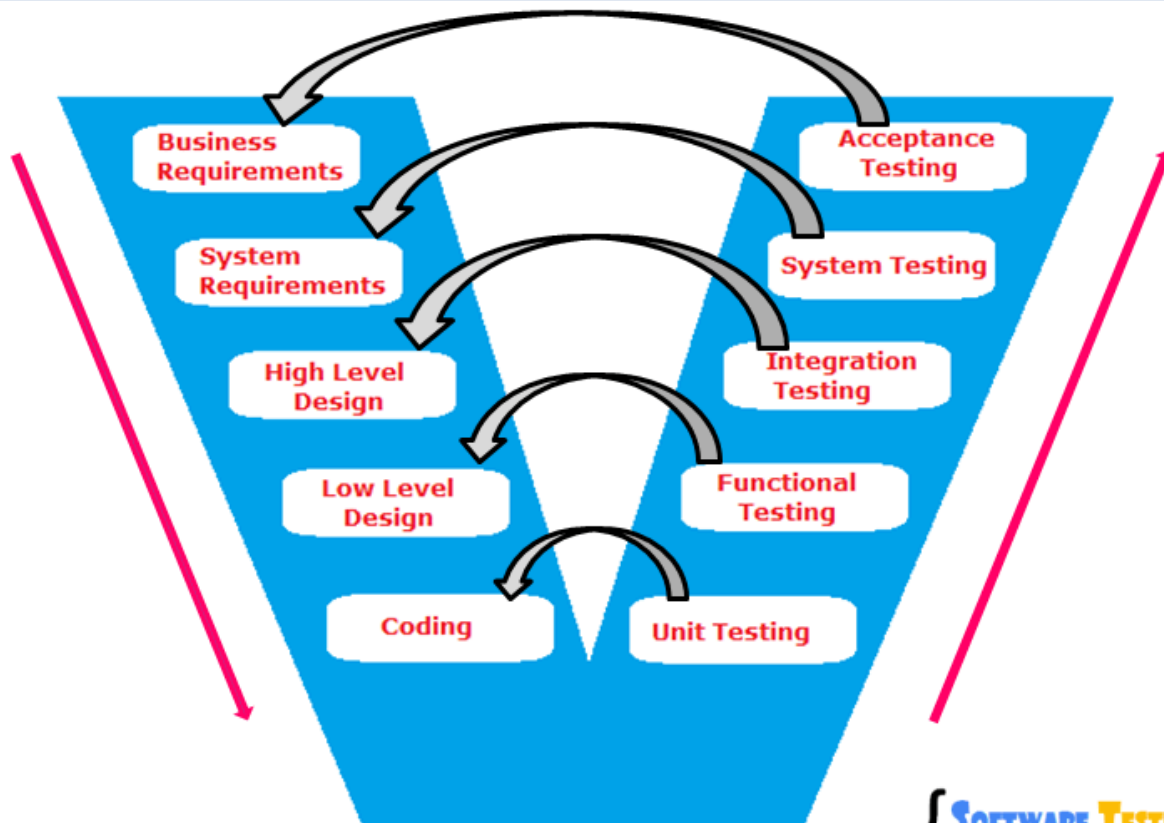 Business
Requirements
Acceptance
Testing
System
Requirements
System Testing
High Level
Design
Integration
Testing
Low Level
Design
Functional
Testing
Coding
Unit Testing
{ SOFTWARE